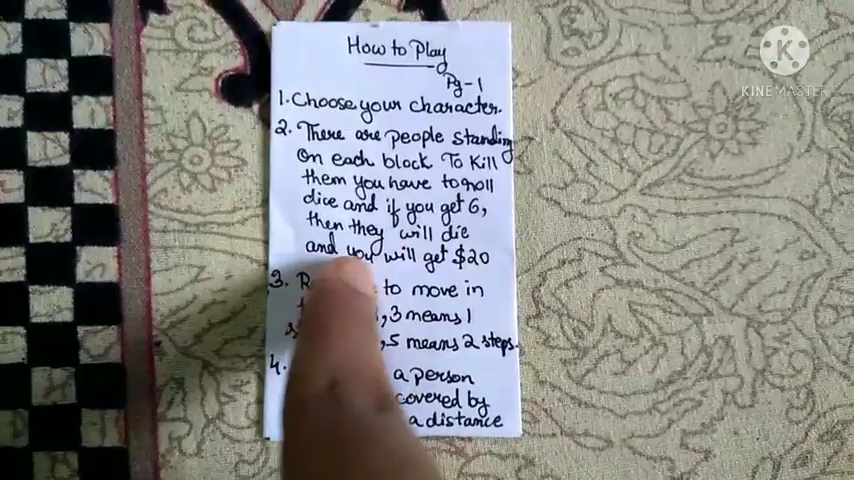 How to Play
Pg-1
1. Choose your character.
2. There are people standing
on each block To Kill
them you have to roll
dice and if you get 6,
then they will die
and you will get $20
3. to move in
, 3 means 1
, 5 means 2 steps.
4. a person
covered by
a distance
K
KINEMASTER